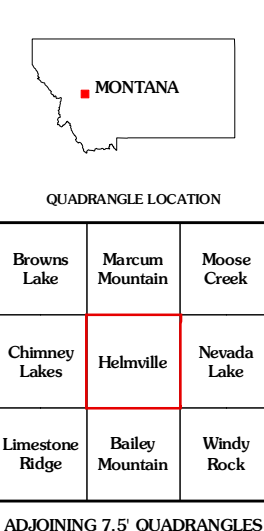 MONTANA
QUADRANGLE LOCATION
Browns
Lake
Marcum
Mountain
Moose
Creek
Chimney
Lakes
Helmville
Nevada
Lake
Limestone
Ridge
Bailey
Mountain
Windy
Rock
ADJOINING 7.5' QUADRANGLES